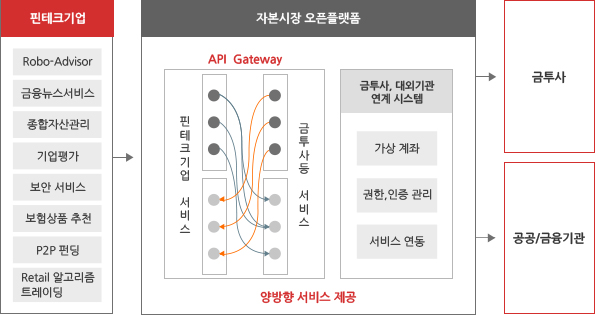 핀테크기업
Robo-Advisor
금융뉴스서비스
종합자산관리
기업평가
보안 서비스
보험상품 추천
P2P 펀딩
Retail 알고리즘
트레이딩
자본시장 오픈플랫폼
API Gateway
핀테크기업 서비스
금투사등 서비스
금투사, 대외기관
연계 시스템
가상 계좌
권한,인증 관리
서비스 연동
양방향 서비스 제공
금투사
공공/금융기관